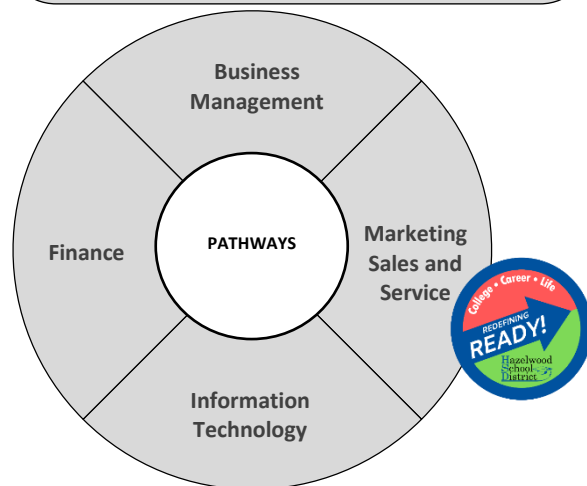 Business
Management
Finance
PATHWAYS
Marketing
Sales and
Service
College • Career • Life
REDEFINING
READY!
Hazelwood
School
District
Information
Technology